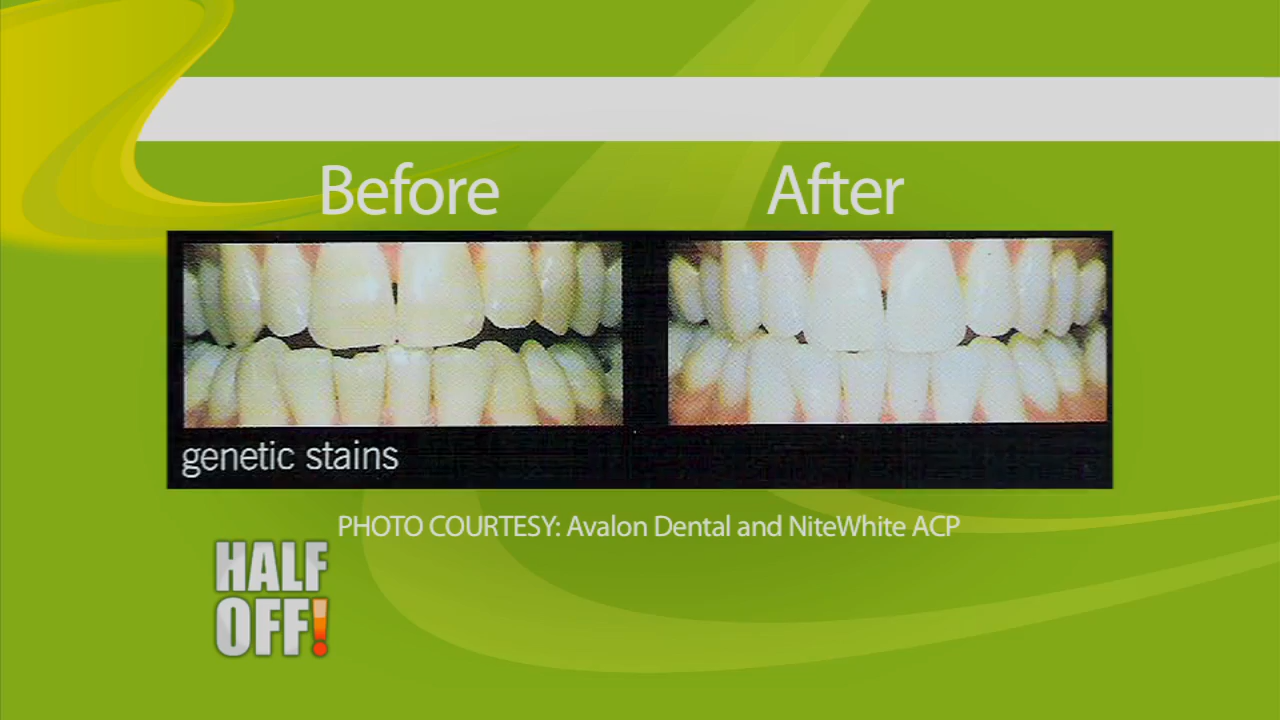 Before
After
genetic stains
PHOTO COURTESY: Avalon Dental and NiteWhite ACP
HALF
OFF!